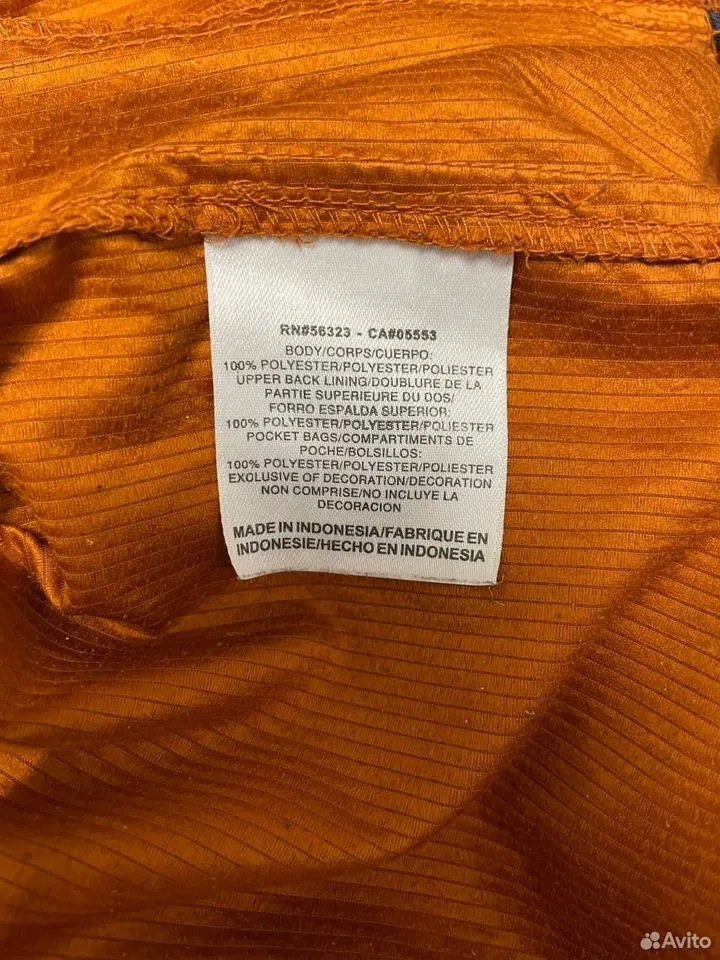 RN#56323 - CA#05553
BODY/CORPS/CUERPO:
100% POLYESTER/POLYESTER/POLIESTER
UPPER BACK LINING/DOUBLURE DE LA
PARTIE SUPERIEURE DU DOS/
FORRO ESPALDA SUPERIOR:
100% POLYESTER/POLYESTER/POLIESTER
POCKET BAGS/COMPARTIMENTS DE
POCHE/BOLSILLOS:
100% POLYESTER/POLYESTER/POLIESTER
EXCLUSIVE OF DECORATION/DECORATION
NON COMPRISE/NO INCLUYE LA
DECORACION
MADE IN INDONESIA/FABRIQUE EN
INDONESIE/HECHO EN INDONESIA
Avito